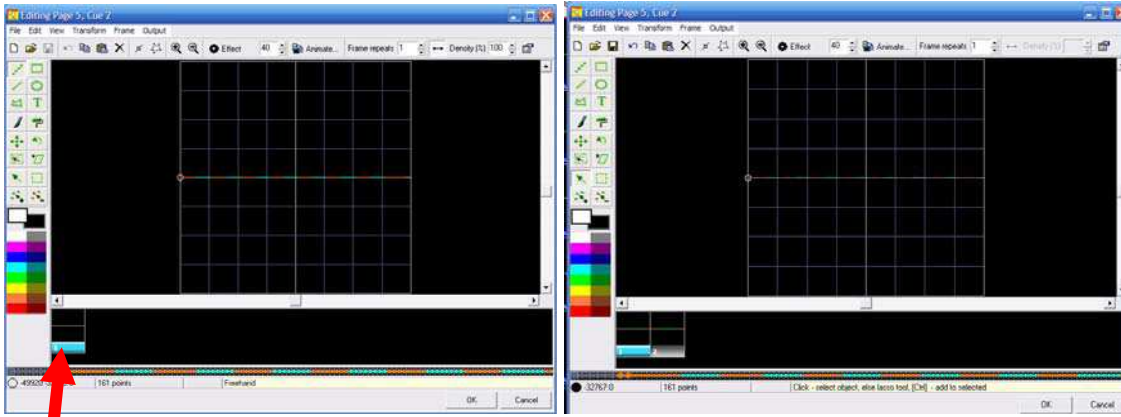 Editing Page 5, Cue 2
File Edit View Transform Frame Output
Effect 40 Animate... Frame repeats 1 Density (%) 100
T
161 points Freehand
OK Cancel
Editing Page 5, Cue 2
File Edit View Transform Frame Output
Effect 40 Animate... Frame repeats 1 Density (%)
T
1 2
-32767:0 161 points Click - select object, else lasso tool, [Ctrl] - add to selected
OK Cancel